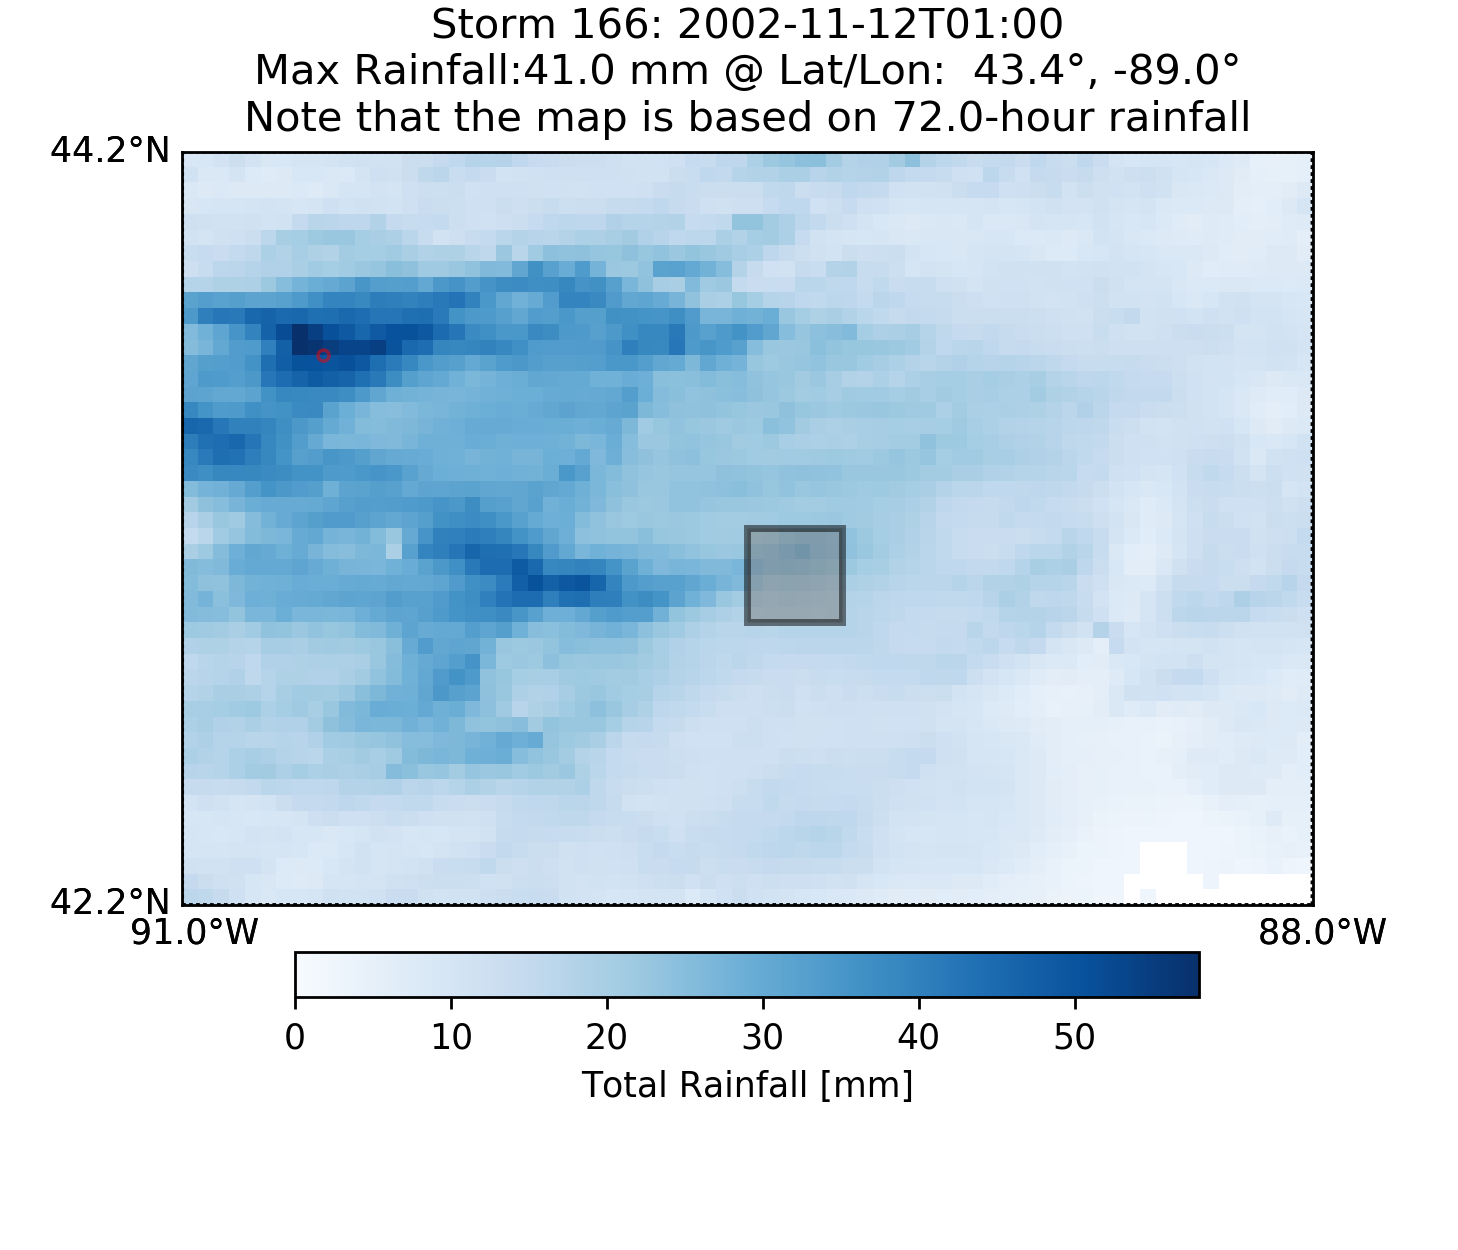 Storm 166: 2002-11-12T01:00
Max Rainfall:41.0 mm @ Lat/Lon:  43.4°, -89.0°
Note that the map is based on 72.0-hour rainfall
44.2°N
42.2°N
91.0°W 88.0°W
0 10 20 30 40 50
Total Rainfall [mm]